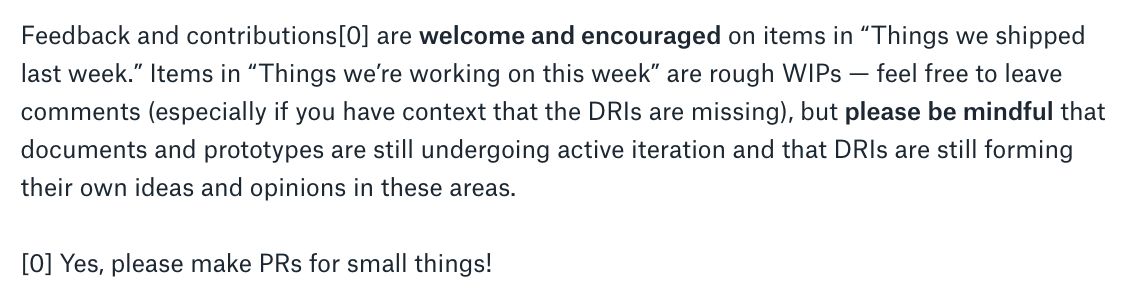 Feedback and contributions[0] are welcome and encouraged on items in “Things we shipped
last week.” Items in “Things we’re working on this week” are rough WIPs — feel free to leave
comments (especially if you have context that the DRIs are missing), but please be mindful that
documents and prototypes are still undergoing active iteration and that DRIs are still forming
their own ideas and opinions in these areas.
[0] Yes, please make PRs for small things!